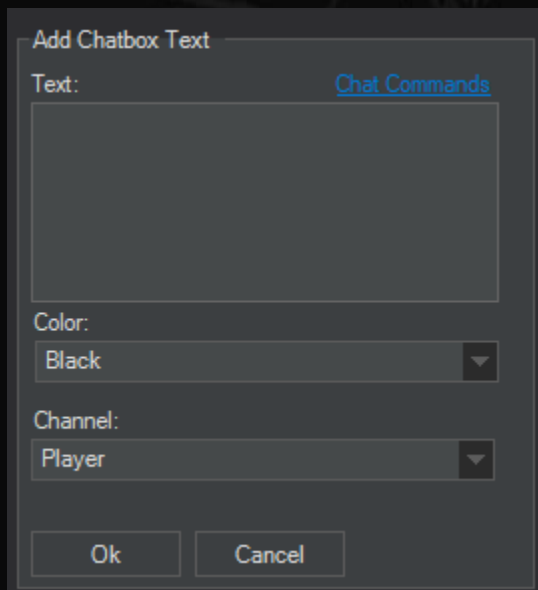 Add Chatbox Text
Text: Chat Commands
Color:
Black
Channel:
Player
Ok Cancel